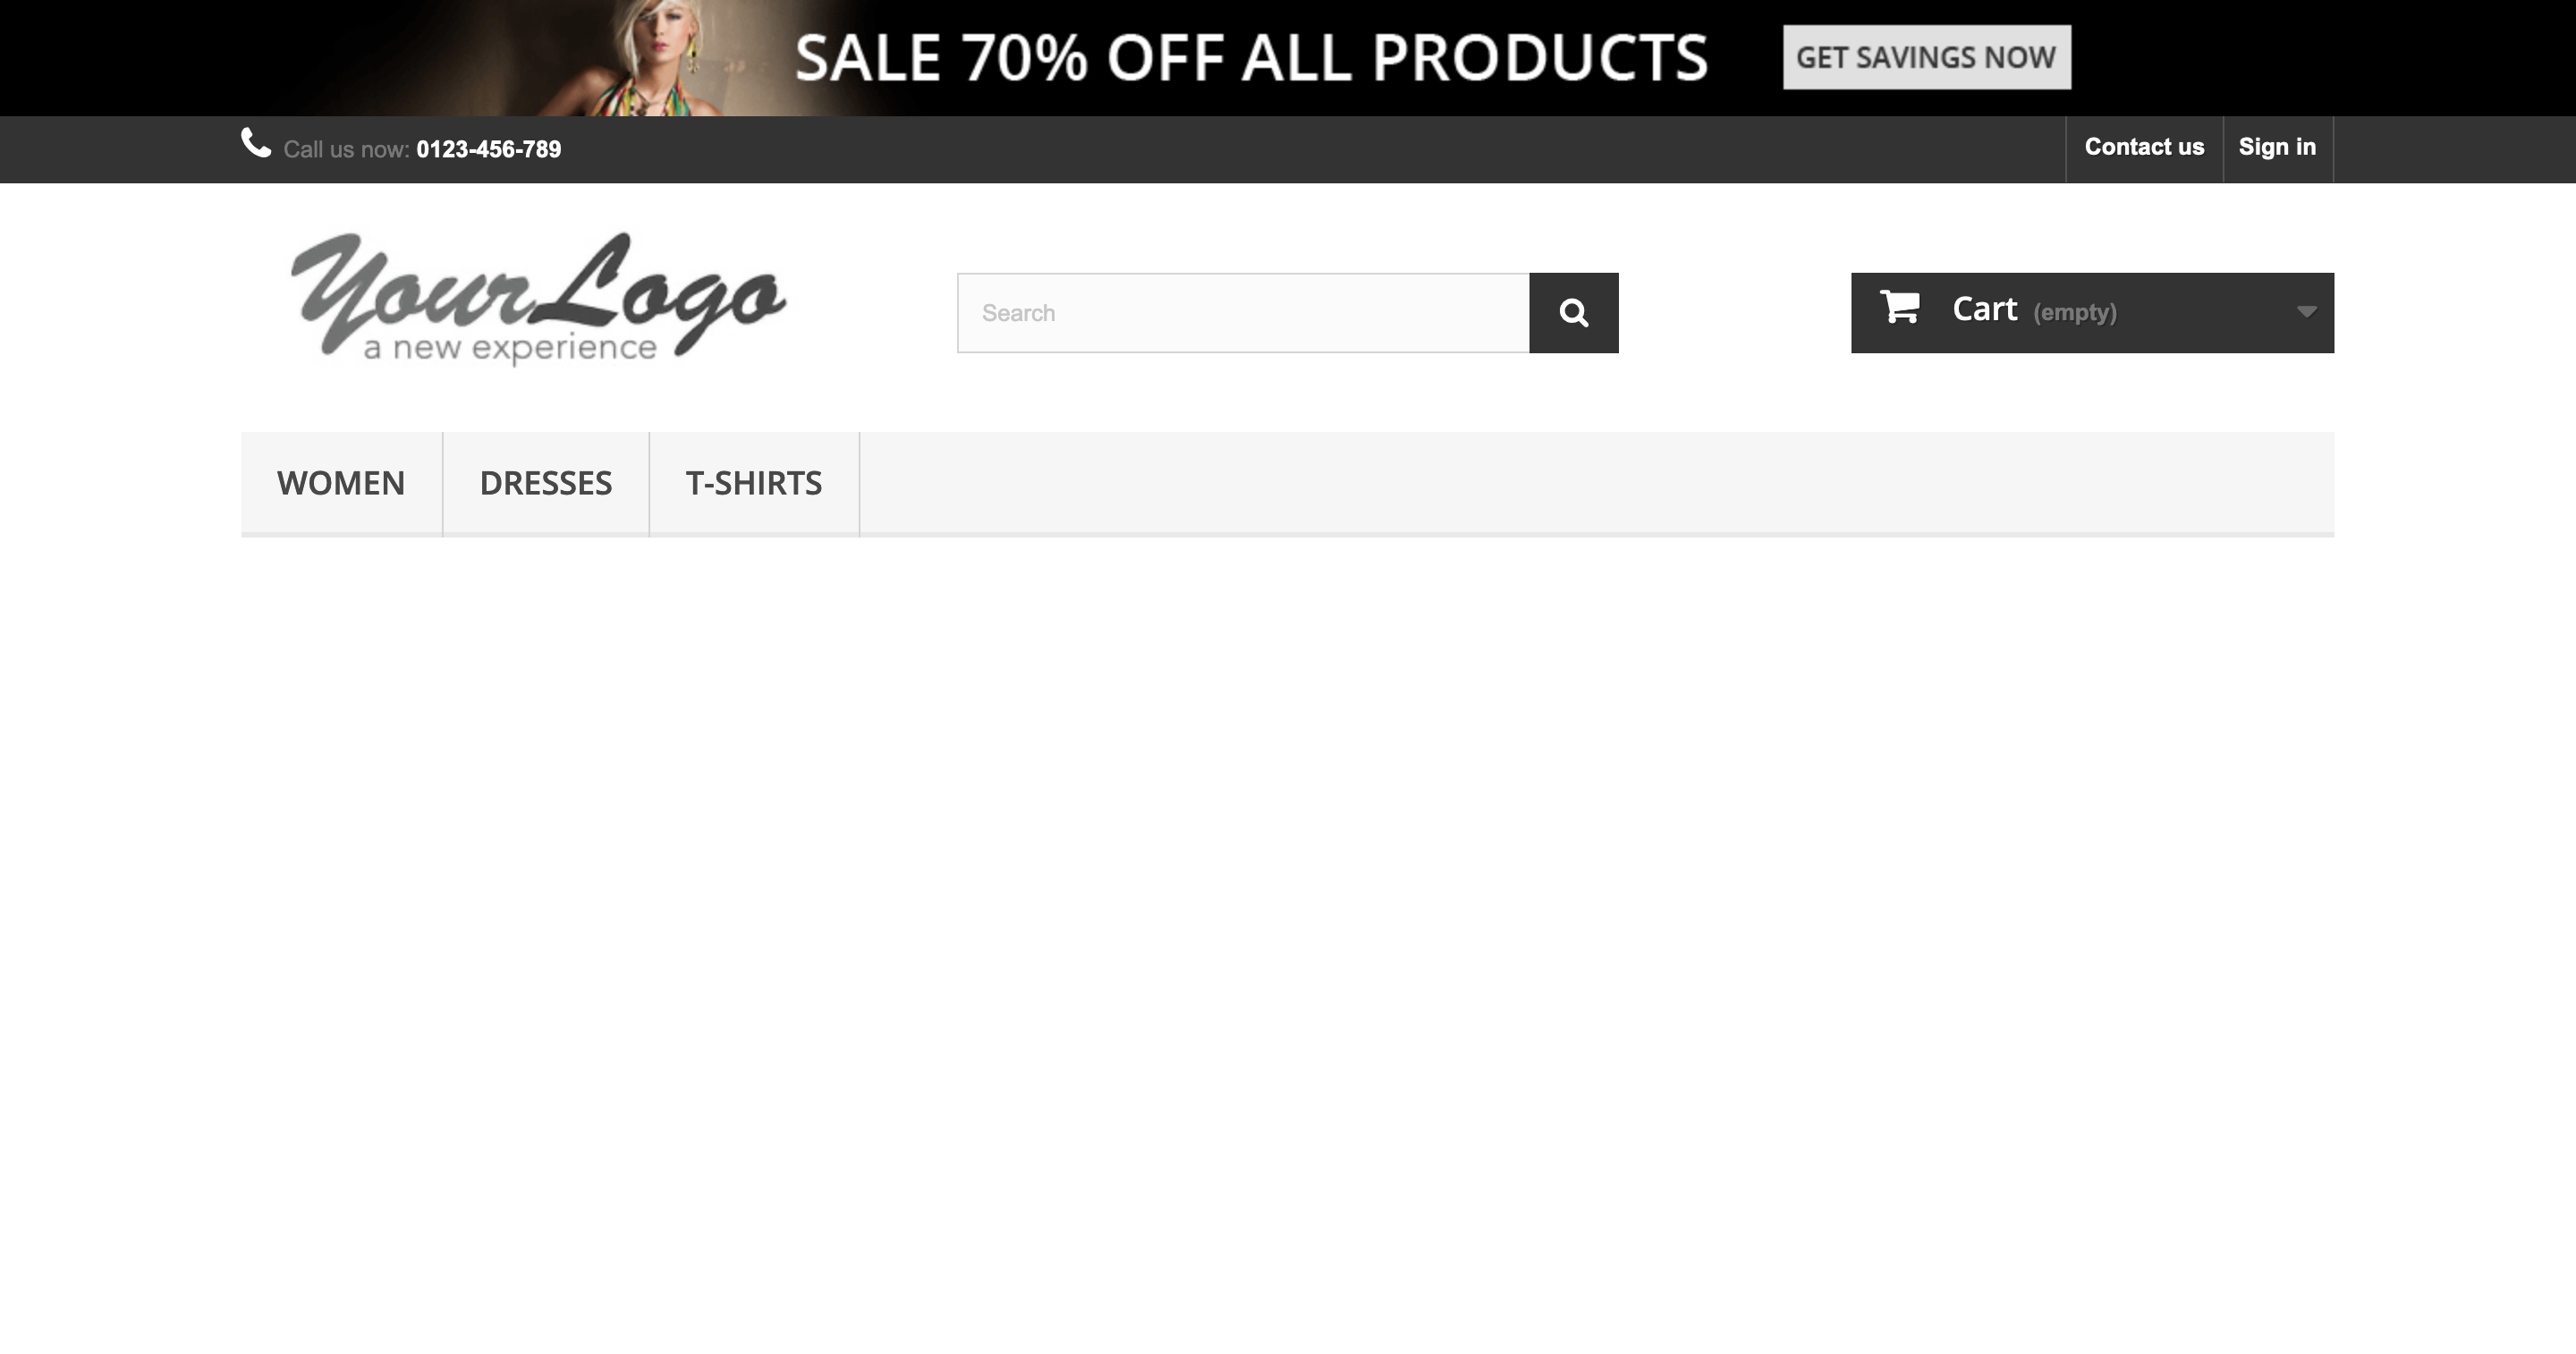 SALE 70% OFF ALL PRODUCTS GET SAVINGS NOW
Call us now: 0123-456-789 Contact us Sign in
YourLogo
a new experience
Search
Cart (empty)
WOMEN DRESSES T-SHIRTS